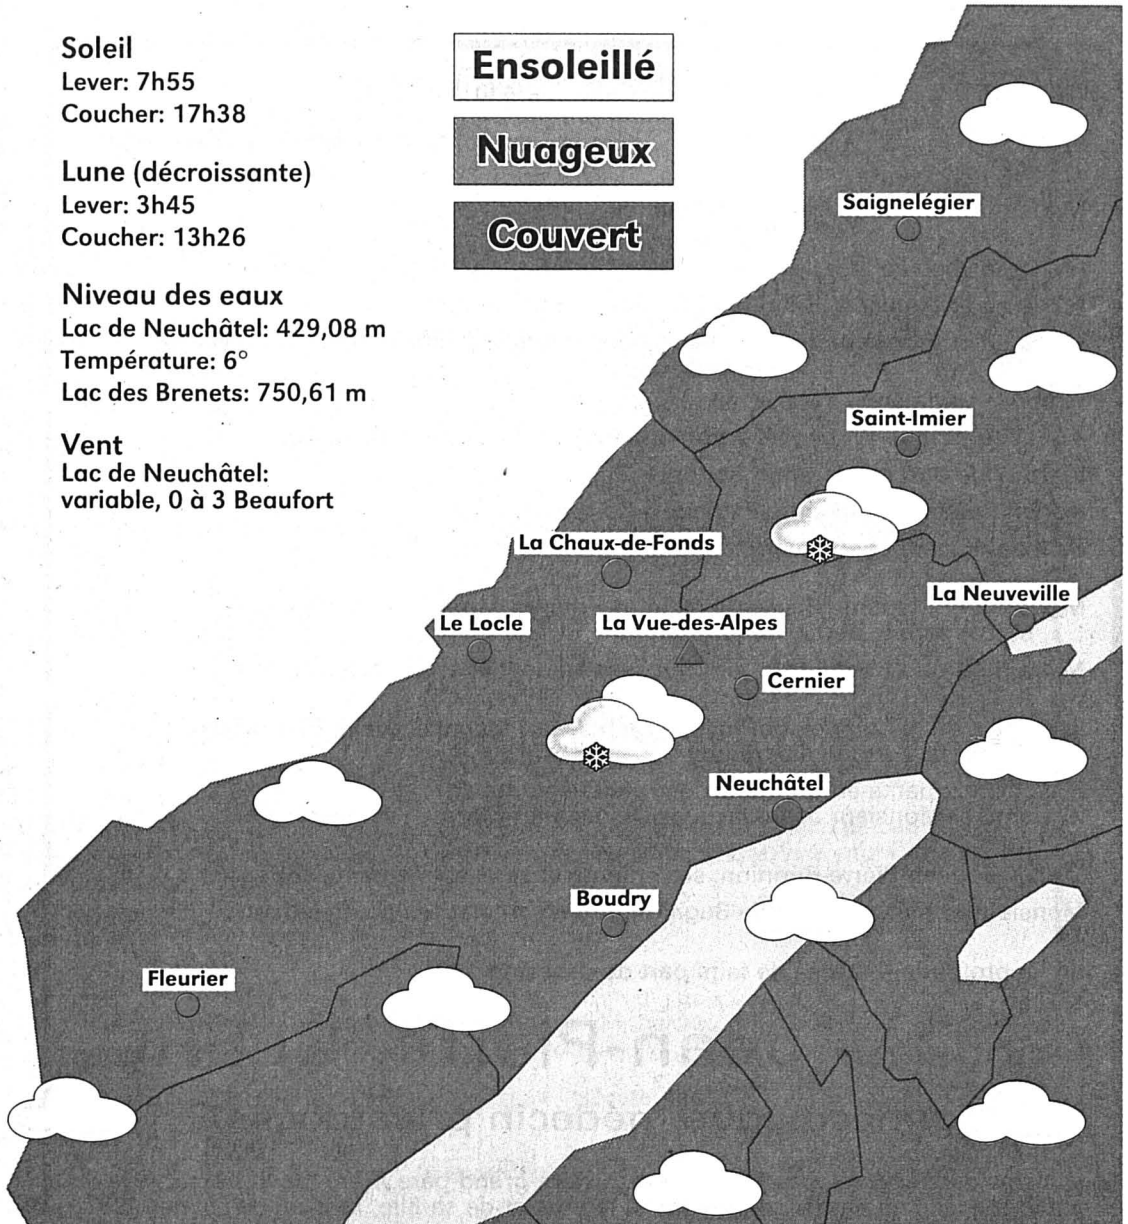 Soleil
Lever: 7h55
Coucher: 17h38
Lune (décroissante)
Lever: 3h45
Coucher: 13h26
Niveau des eaux
Lac de Neuchâtel: 429,08 m
Température: 6°
Lac des Brenets: 750,61 m
Vent
Lac de Neuchâtel:
variable, 0 à 3 Beaufort
Ensoleillé
Nuageux
Couvert
Saignelégier
Saint-Imier
La Chaux-de-Fonds
La Neuveville
Le Locle
La Vue-des-Alpes
Cernier
Neuchâtel
Boudry
Fleurier